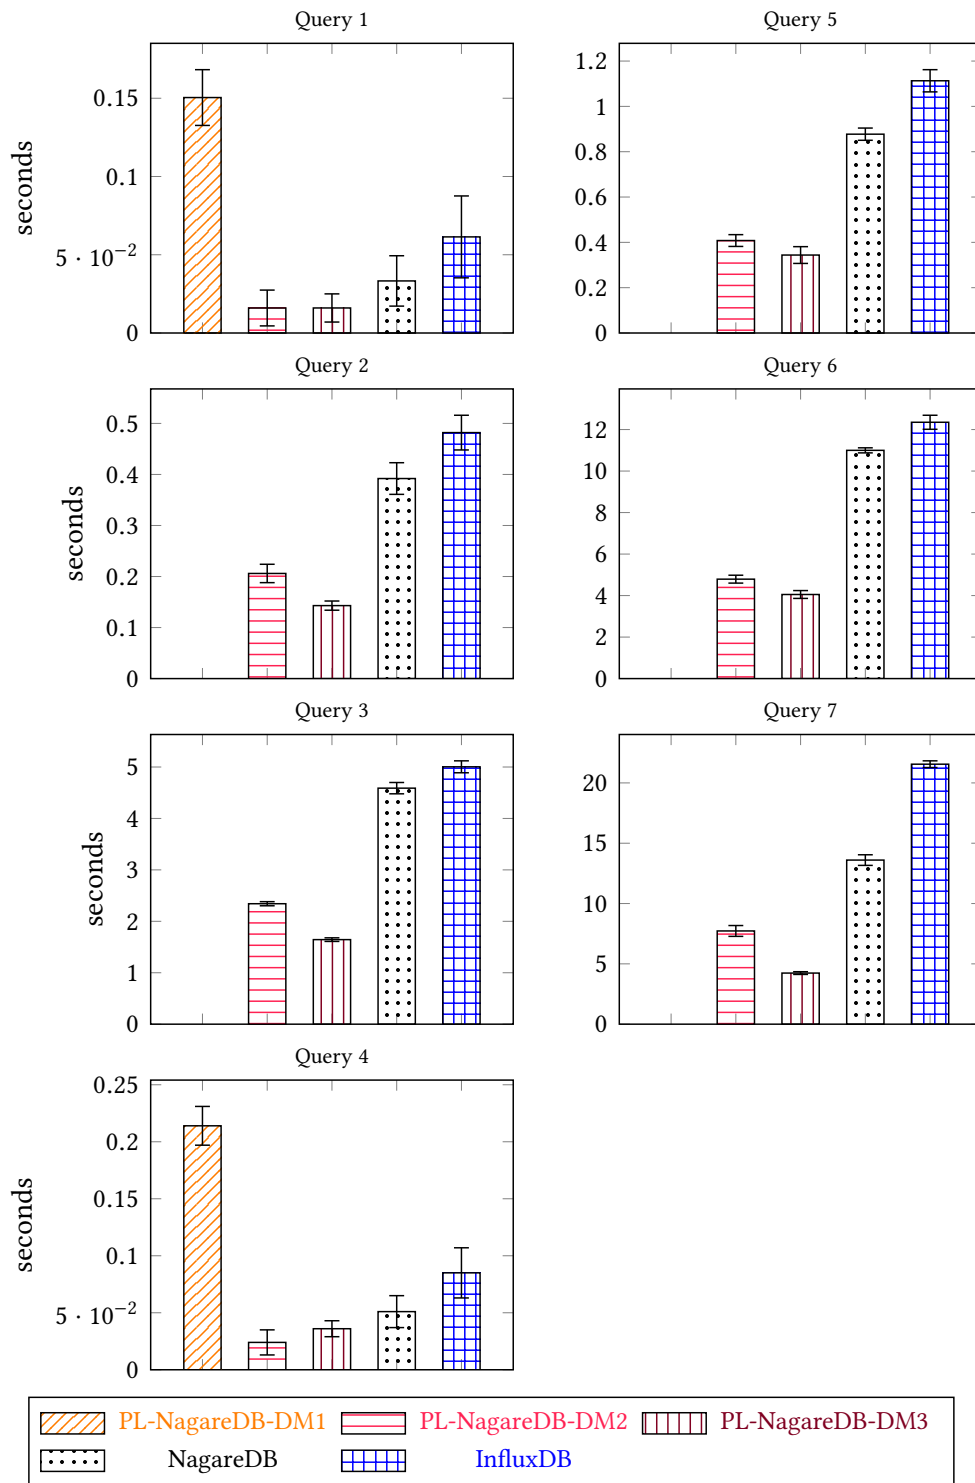 Query 1
0.15
0.1
5 · 10⁻²
0
seconds
Query 5
1.2
1
0.8
0.6
0.4
0.2
0
Query 2
0.5
0.4
0.3
0.2
0.1
0
seconds
Query 6
12
10
8
6
4
2
0
Query 3
5
4
3
2
1
0
seconds
Query 7
20
15
10
5
0
Query 4
0.25
0.2
0.15
0.1
5 · 10⁻²
0
seconds
PL-NagareDB-DM1 PL-NagareDB-DM2 PL-NagareDB-DM3
NagareDB InfluxDB